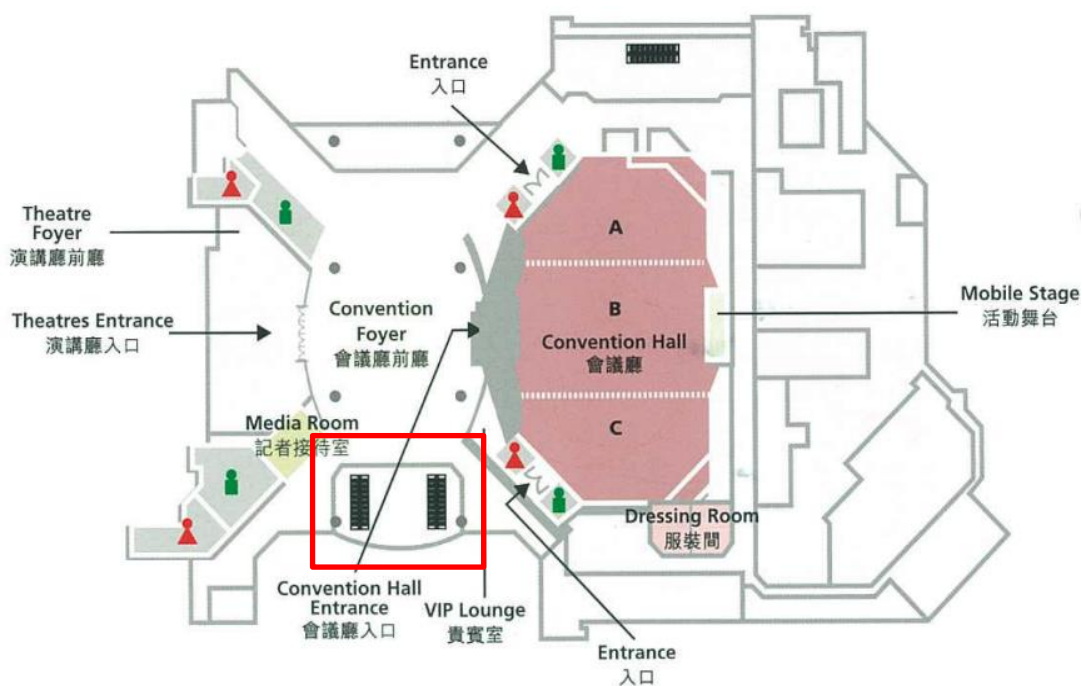 Entrance
入口
A
Theatre
Foyer
演講廳前廳
Theatres Entrance
演講廳入口
Convention
Foyer
會議廳前廳
B
Convention Hall
會議廳
Mobile Stage
活動舞台
Media Room
記者接待室
C
Dressing Room
服裝間
Convention Hall
Entrance
會議廳入口
VIP Lounge
貴賓室
Entrance
入口